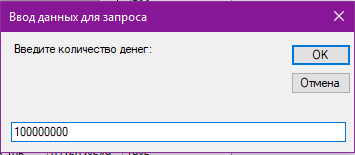 Ввод данных для запроса
Введите количество денег:
OK
Отмена
100000000